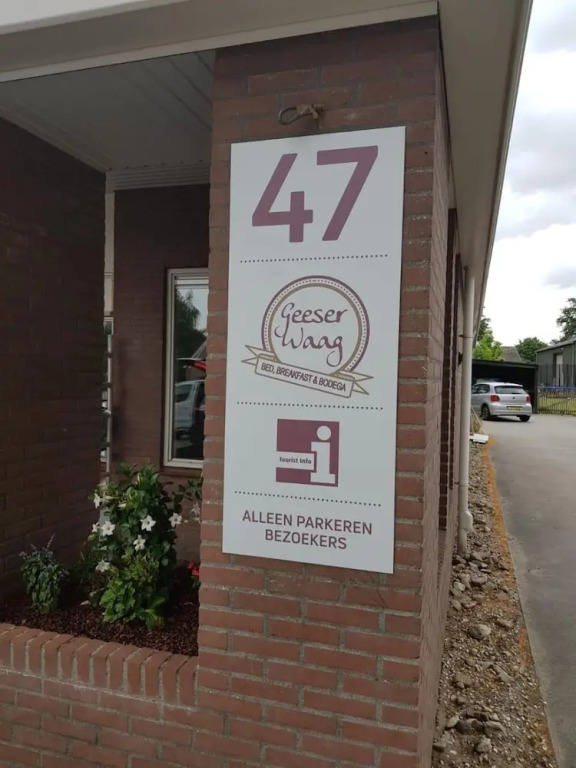 47
Geeser
Waag
BED, BREAKFAST & BODEGA
tourist info
i
ALLEEN PARKEREN
BEZOEKERS